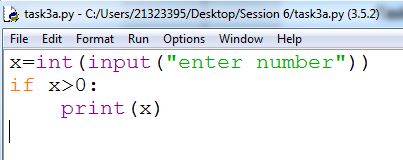 task3a.py - C:/Users/21323395/Desktop/Session 6/task3a.py (3.5.2)
File Edit Format Run Options Window Help
x=int(input("enter number"))
if x>0:
    print(x)